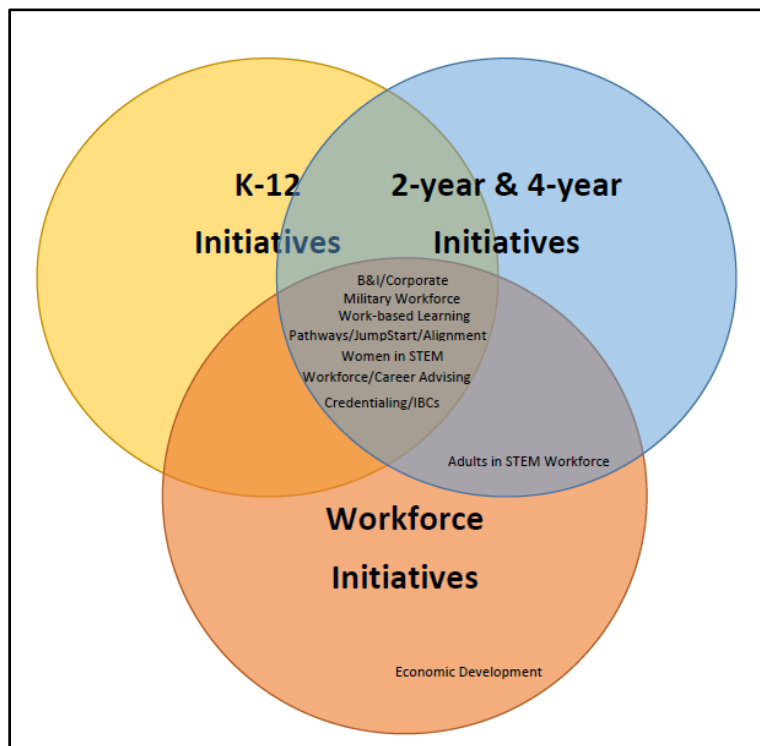 K-12
Initiatives
2-year & 4-year
Initiatives
B&I/Corporate
Military Workforce
Work-based Learning
Pathways/JumpStart/Alignment
Women in STEM
Workforce/Career Advising
Credentialing/IBCs
Adults in STEM Workforce
Workforce
Initiatives
Economic Development